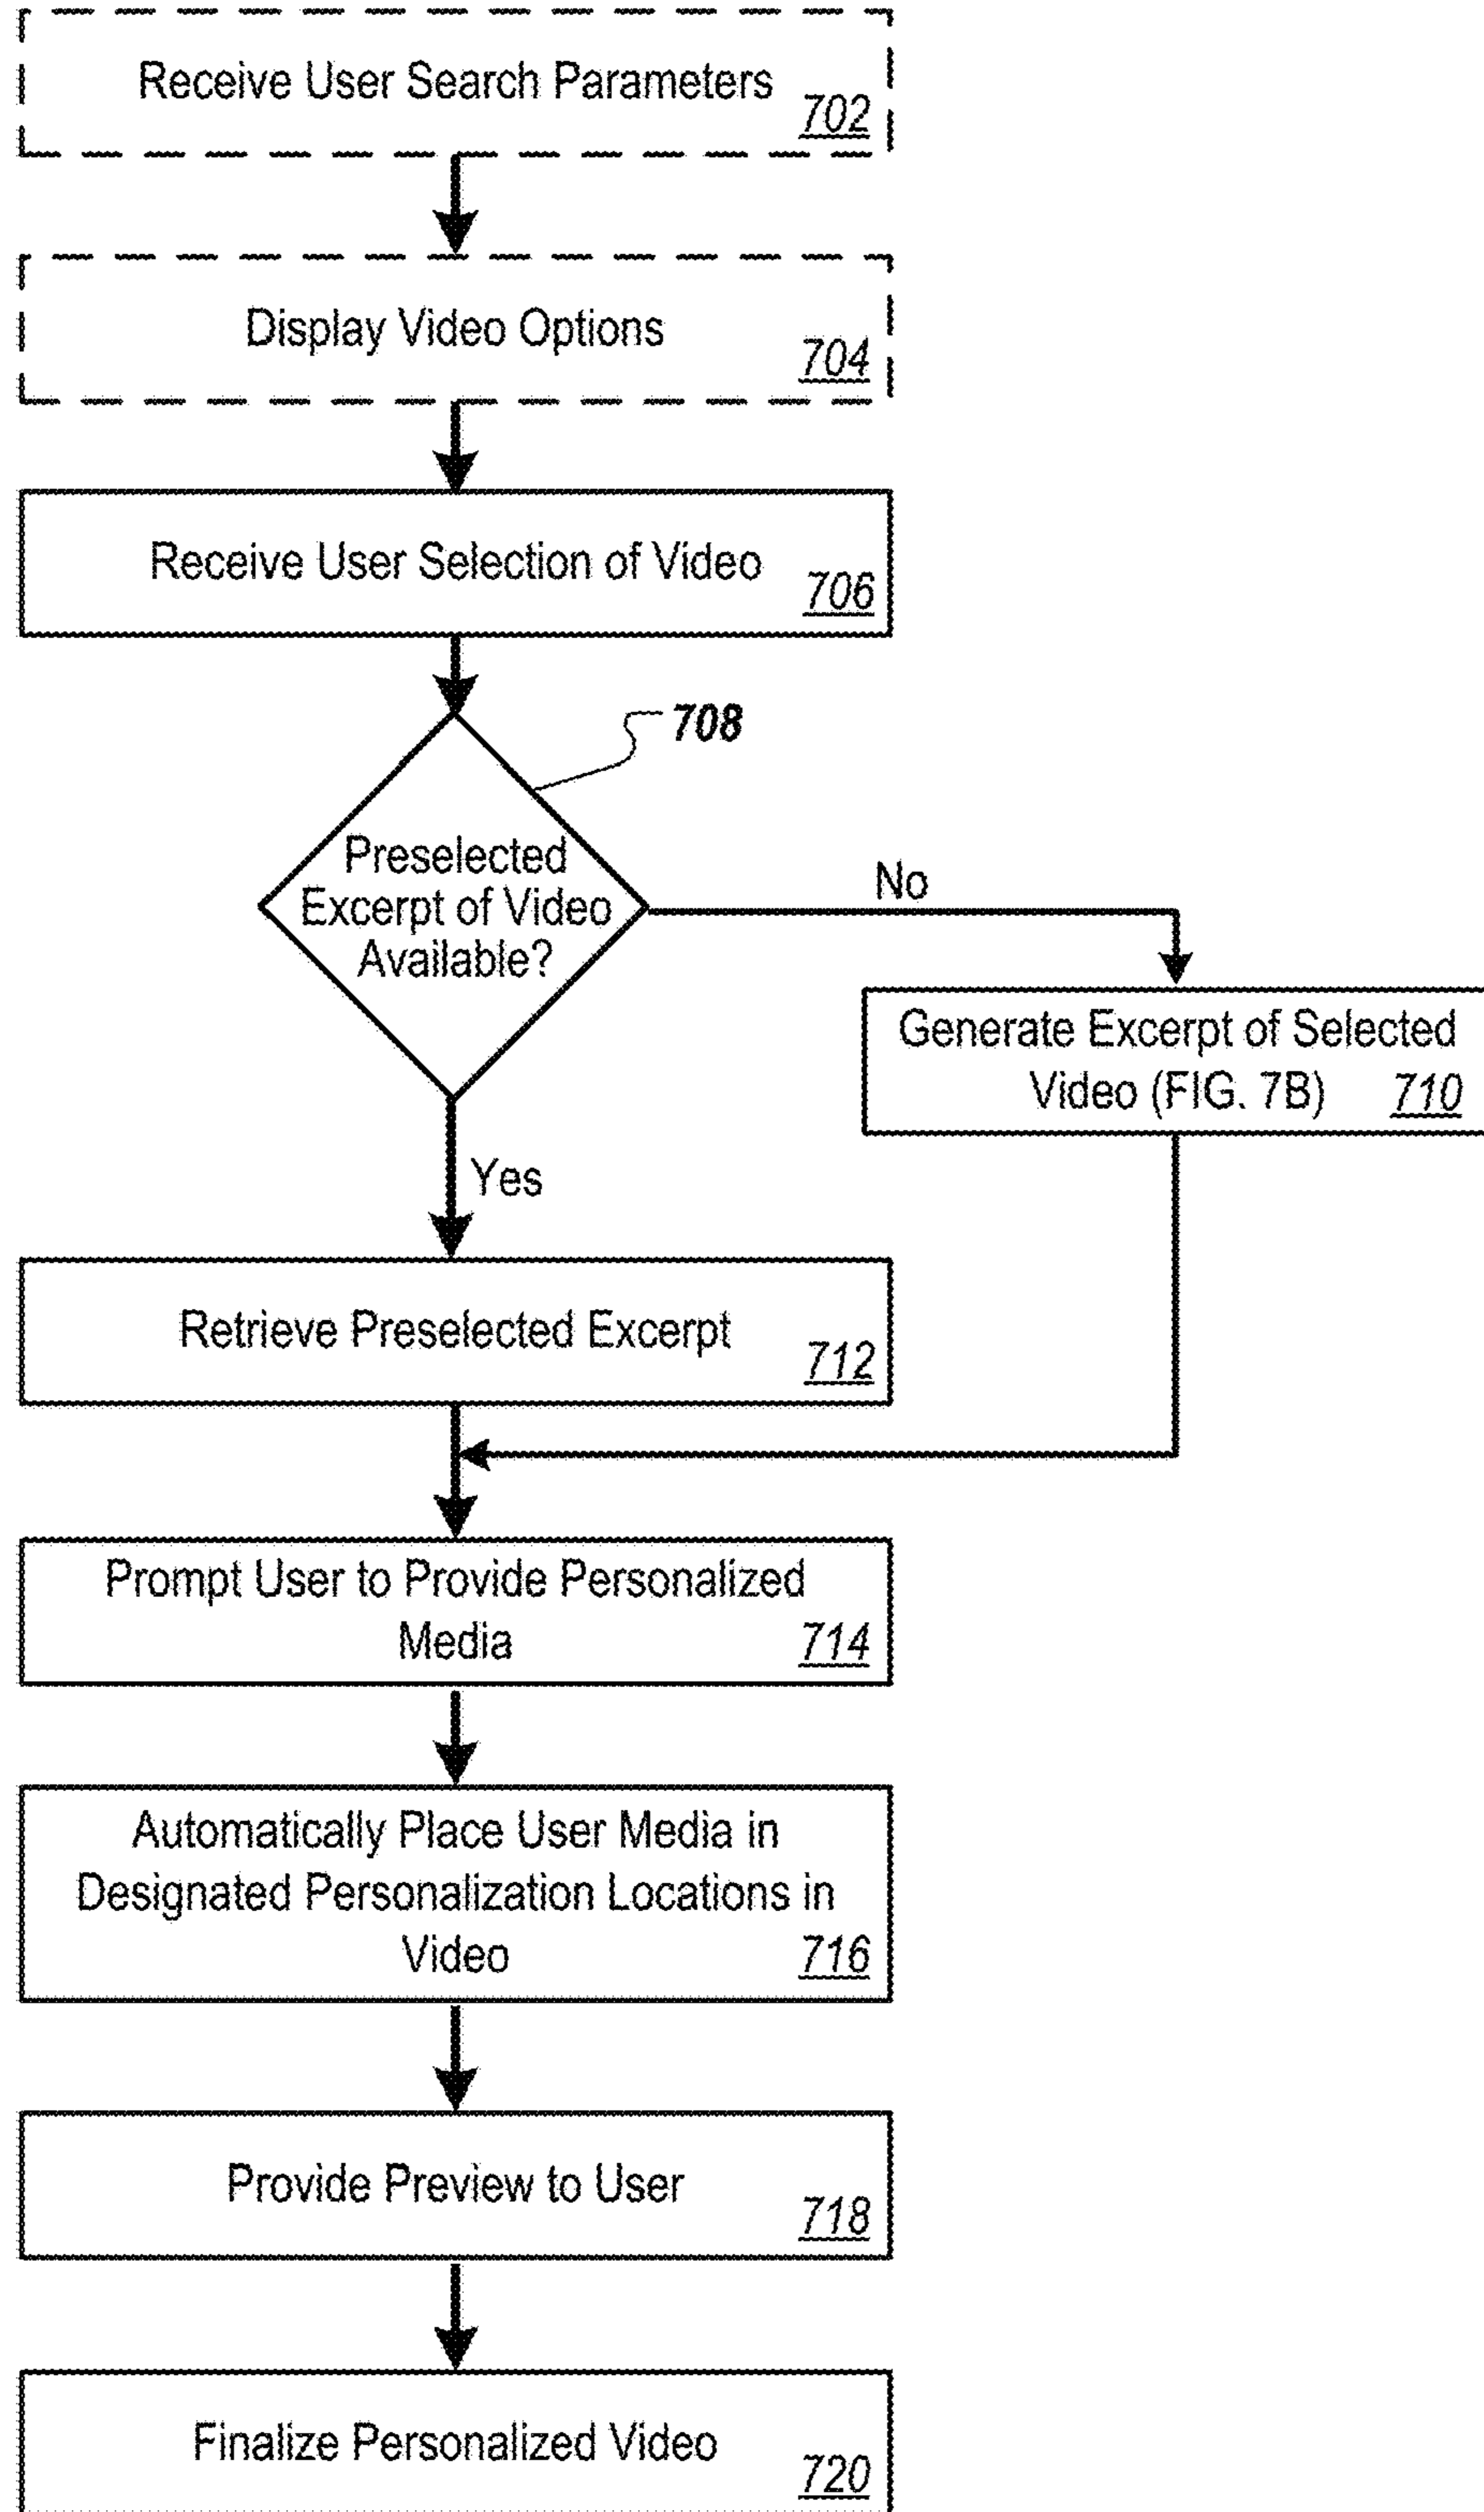 Receive User Search Parameters
702
Display Video Options
704
Receive User Selection of Video
706
708
Preselected
Excerpt of Video
Available?
No
Generate Excerpt of Selected
Video (FIG. 7B) 710
Yes
Retrieve Preselected Excerpt
712
Prompt User to Provide Personalized
Media 714
Automatically Place User Media in
Designated Personalization Locations in
Video 716
Provide Preview to User
718
Finalize Personalized Video
720